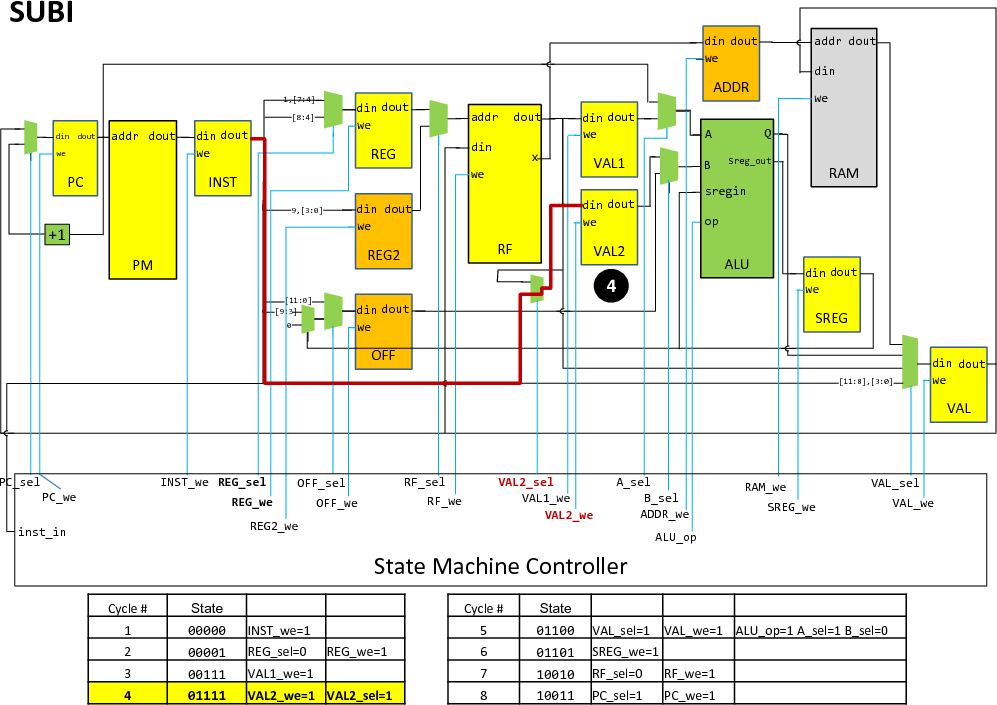 SUBI
din dout
we
PC
addr dout
PM
din dout
we
INST
+1
1,[7:4]
[8:4]
din dout
we
REG
9,[3:0]
din dout
we
REG2
[11:0]
[9:3]
0
din dout
we
OFF
addr dout
din
x
we
RF
din dout
we
VAL1
din dout
we
VAL2
4
din dout
we
ADDR
A
Q
B
Sreg_out
sregin
op
ALU
addr dout
din
we
RAM
din dout
we
SREG
[11:8],[3:0]
din dout
we
VAL
PC_sel
PC_we
inst_in
INST_we
REG_sel
REG_we
REG2_we
OFF_sel
OFF_we
RF_sel
RF_we
VAL2_sel
VAL1_we
VAL2_we
A_sel
B_sel
ADDR_we
ALU_op
RAM_we
SREG_we
VAL_sel
VAL_we
State Machine Controller
Cycle # State
1 00000 INST_we=1
2 00001 REG_sel=0 REG_we=1
3 00111 VAL1_we=1
4 01111 VAL2_we=1 VAL2_sel=1
Cycle # State
5 01100 VAL_sel=1 VAL_we=1 ALU_op=1 A_sel=1 B_sel=0
6 01101 SREG_we=1
7 10010 RF_sel=0 RF_we=1
8 10011 PC_sel=1 PC_we=1